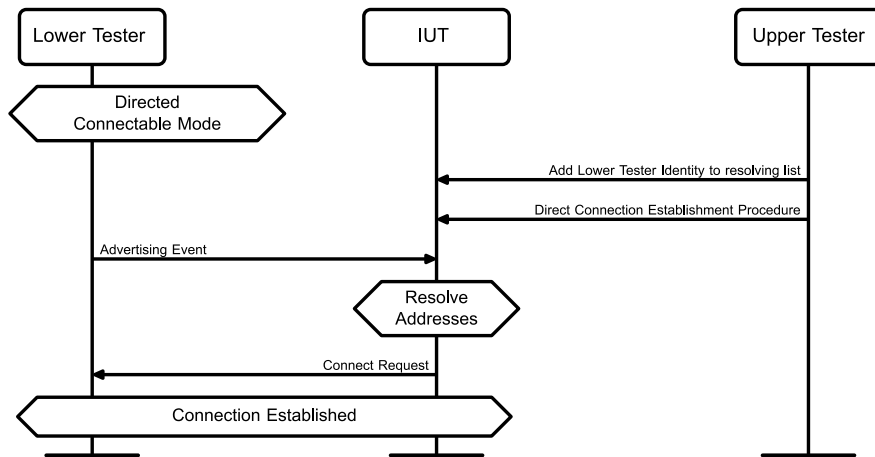 Lower Tester
IUT
Upper Tester
Directed
Connectable Mode
Add Lower Tester Identity to resolving list
Direct Connection Establishment Procedure
Advertising Event
Resolve
Addresses
Connect Request
Connection Established